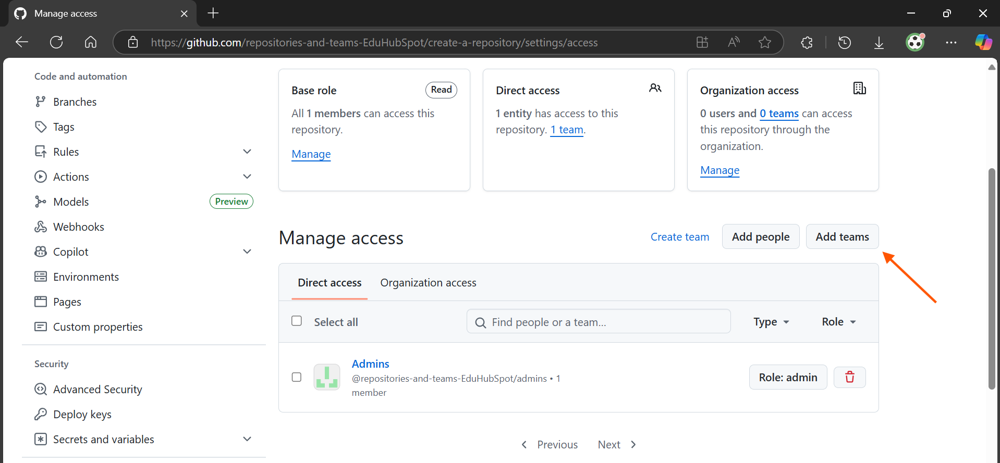 Manage access
https://github.com/repositories-and-teams-EduHubSpot/create-a-repository/settings/access
Code and automation
Branches
Tags
Rules
Actions
Models Preview
Webhooks
Copilot
Environments
Pages
Custom properties
Security
Advanced Security
Deploy keys
Secrets and variables
Base role Read
All 1 members can access this
repository.
Manage
Direct access
1 entity has access to this
repository. 1 team.
Organization access
0 users and 0 teams can access
this repository through the
organization.
Manage
Manage access
Create team Add people Add teams
Direct access Organization access
Select all Find people or a team... Type Role
Admins
@repositories-and-teams-EduHubSpot/admins • 1
member
Role: admin
Previous Next